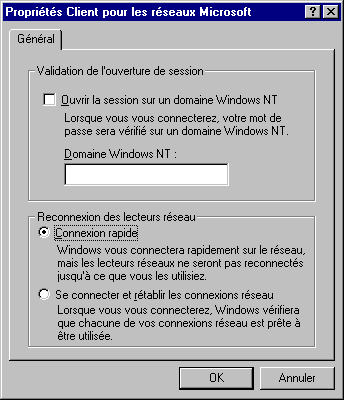 Propriétés Client pour les réseaux Microsoft
Général
Validation de l'ouverture de session
Ouvrir la session sur un domaine Windows NT
Lorsque vous vous connecterez, votre mot de
passe sera vérifié sur un domaine Windows NT.
Domaine Windows NT :
Reconnexion des lecteurs réseau
Connexion rapide
Windows vous connectera rapidement sur le réseau,
mais les lecteurs réseaux ne seront pas reconnectés
jusqu'à ce que vous les utilisiez.
Se connecter et rétablir les connexions réseau
Lorsque vous vous connecterez, Windows vérifiera
que chacune de vos connexions réseau est prête à
être utilisée.
OK
Annuler